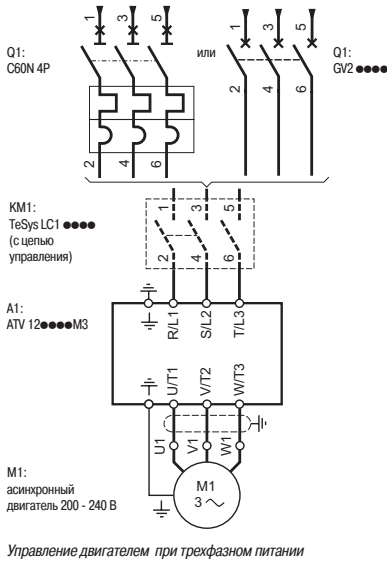 1 3 5
Q1:
C60N 4P
2 4 6
или
1 3 5
Q1:
GV2 ●●●●
2 4 6
KM1:
TeSys LC1 ●●●●
(с цепью
управления)
1 3 5
2 4 6
A1:
ATV 12●●●●M3
R/L1 S/L2 T/L3
U/T1 V/T2 W/T3
U1 V1 W1
M1
3
M1:
асинхронный
двигатель 200 - 240 В
Управление двигателем при трехфазном питании